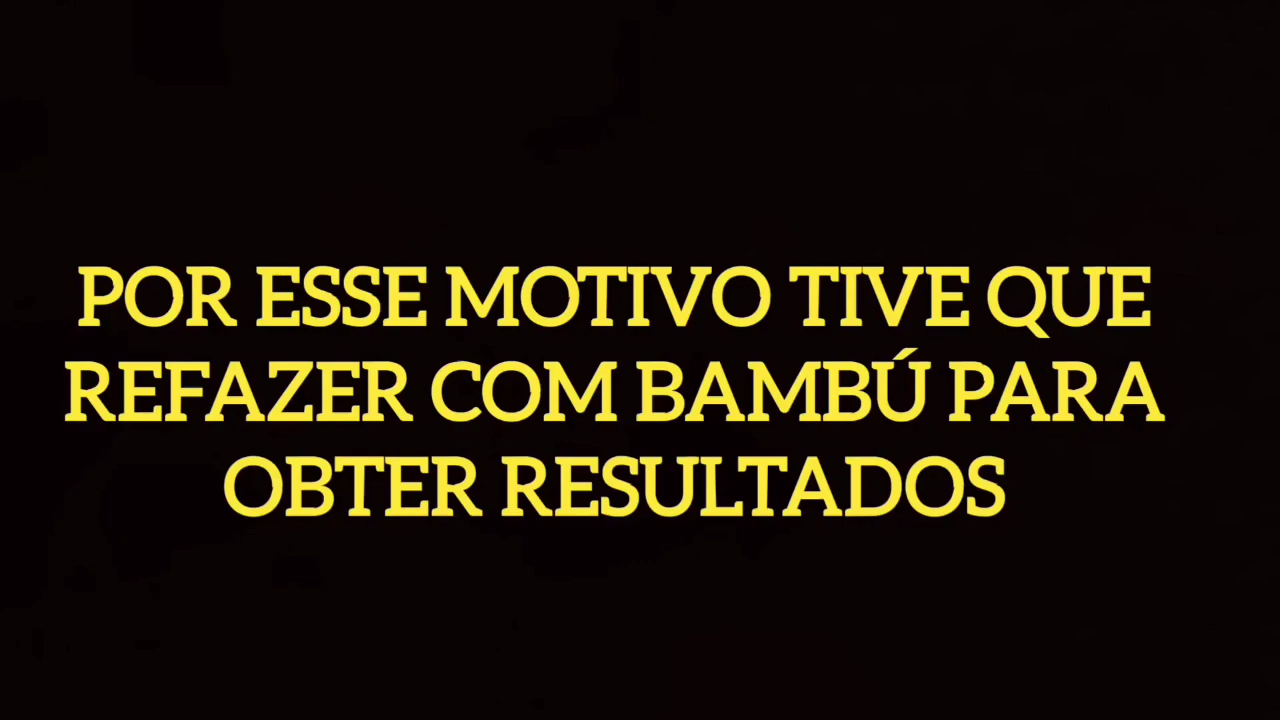 POR ESSE MOTIVO TIVE QUE
REFAZER COM BAMBÚ PARA
OBTER RESULTADOS